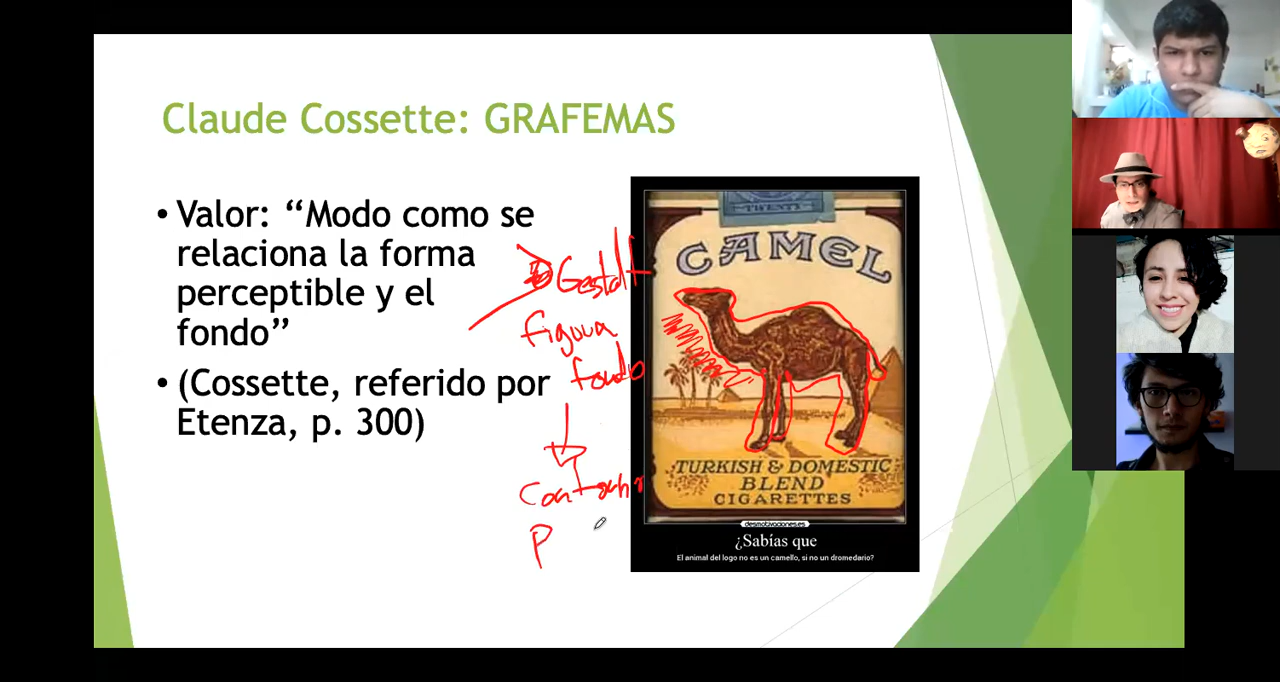 Claude Cossette: GRAFEMAS
• Valor: “Modo como se
relaciona la forma
perceptible y el
fondo”
• (Cossette, referido por
Etenza, p. 300)
Gestalt
figura
fondo
P
TWENTY
CAMEL
TURKISH & DOMESTIC
BLEND
CIGARETTES
desmotivaciones.es
¿Sabías que
El animal del logo no es un camello, si no un dromedario?